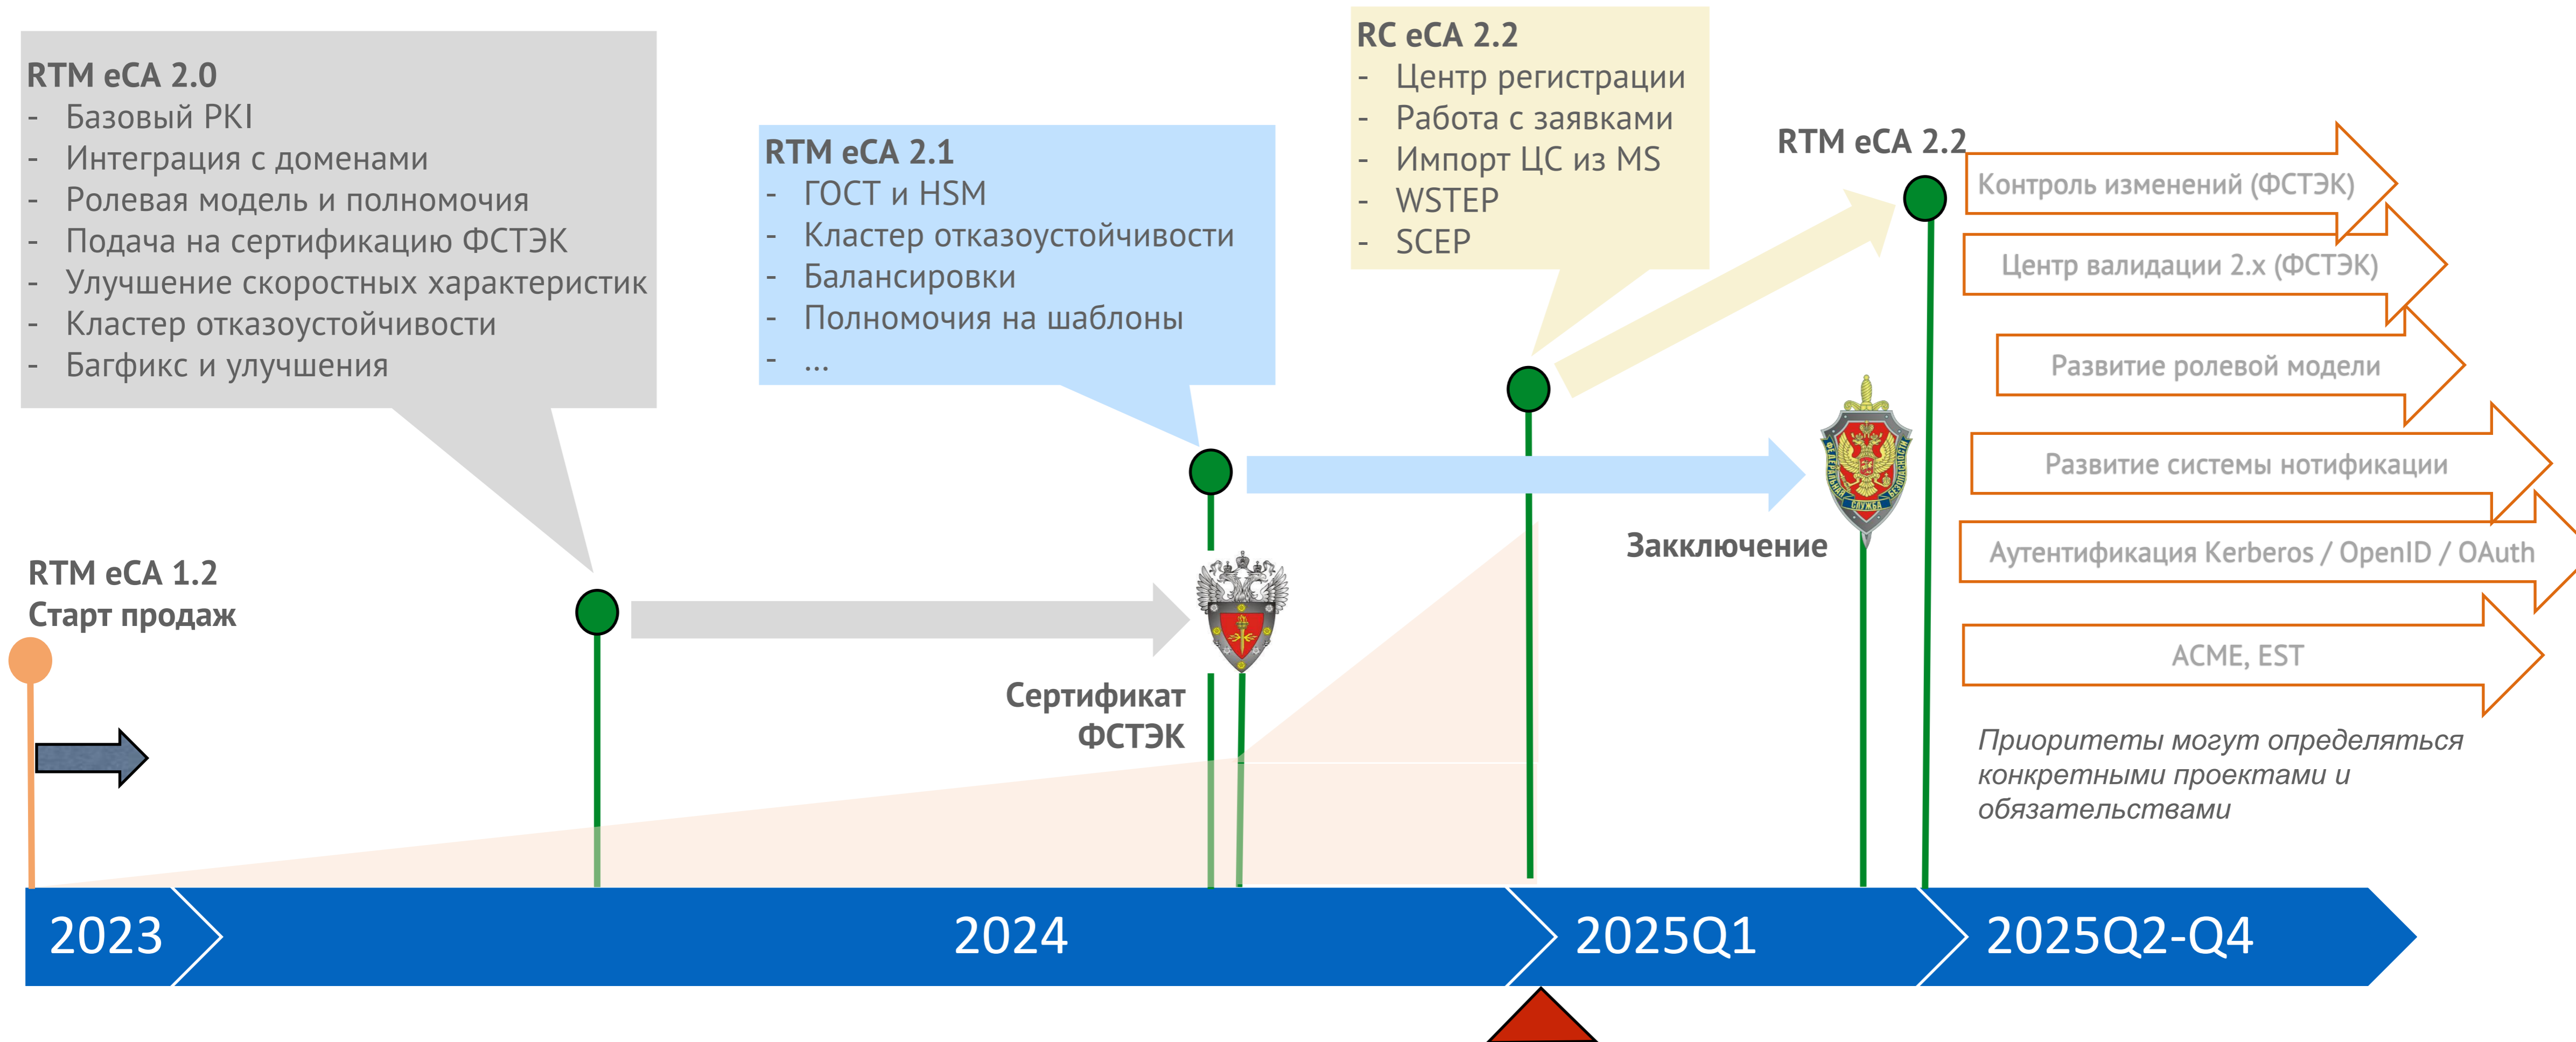 RTM eCA 2.0
- Базовый PKI
- Интеграция с доменами
- Ролевая модель и полномочия
- Подача на сертификацию ФСТЭК
- Улучшение скоростных характеристик
- Кластер отказоустойчивости
- Багфикс и улучшения
RTM eCA 2.1
- ГОСТ и HSM
- Кластер отказоустойчивости
- Балансировки
- Полномочия на шаблоны
- ...
RC eCA 2.2
- Центр регистрации
- Работа с заявками
- Импорт ЦС из MS
- WSTEP
- SCEP
RTM eCA 2.2
Контроль изменений (ФСТЭК)
Центр валидации 2.x (ФСТЭК)
Развитие ролевой модели
Развитие системы нотификации
Аутентификация Kerberos / OpenID / OAuth
ACME, EST
Приоритеты могут определяться
конкретными проектами и
обязательствами
RTM eCA 1.2
Старт продаж
Сертификат
ФСТЭК
Закключение
ФЕДЕРАЛЬНАЯ
СЛУЖБА
БЕЗОПАСНОСТИ
2023
2024
2025Q1
2025Q2-Q4